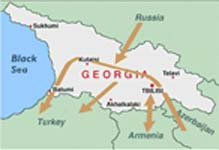 Russia
Sukhumi
Black
Sea
Kutaisi
GEORGIA
Telavi
Batumi
TBILISI
Akhalkalaki
Turkey
Armenia
Azerbaijan